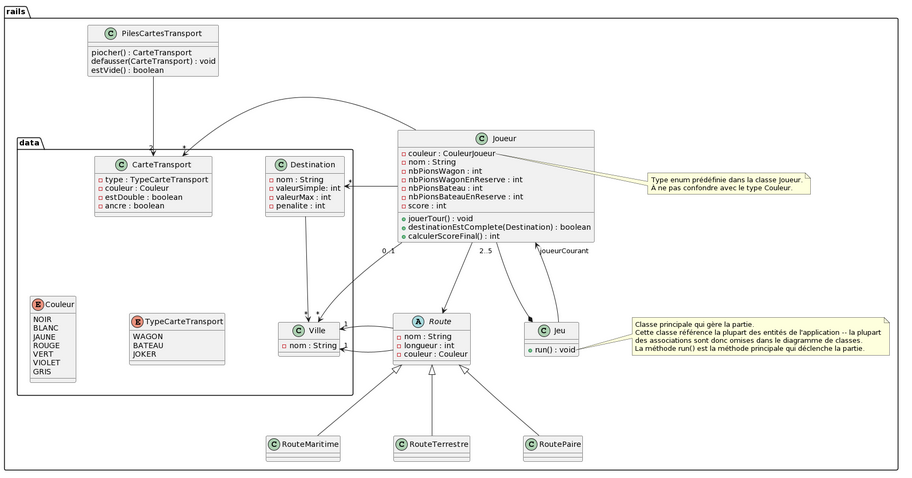 rails
PilesCartesTransport
piocher() : CarteTransport
defausser(CarteTransport) : void
estVide() : boolean
data
2
*
CarteTransport
type : TypeCarteTransport
couleur : Couleur
estDouble : boolean
ancre : boolean
Destination
nom : String
valeurSimple: int
valeurMax : int
penalite : int
*
Joueur
couleur : CouleurJoueur
nom : String
nbPionsWagon : int
nbPionsWagonEnReserve : int
nbPionsBateau : int
nbPionsBateauEnReserve : int
score : int
jouerTour() : void
destinationEstComplete(Destination) : boolean
calculerScoreFinal() : int
Type enum prédéfinie dans la classe Joueur.
À ne pas confondre avec le type Couleur.
0..1
2..5
joueurCourant
Couleur
NOIR
BLANC
JAUNE
ROUGE
VERT
VIOLET
GRIS
TypeCarteTransport
WAGON
BATEAU
JOKER
*
*
Ville
nom : String
1
1
Route
nom : String
longueur : int
couleur : Couleur
Jeu
run() : void
Classe principale qui gère la partie.
Cette classe référence la plupart des entités de l'application -- la plupart
des associations sont donc omises dans le diagramme de classes.
La méthode run() est la méthode principale qui déclenche la partie.
RouteMaritime
RouteTerrestre
RoutePaire